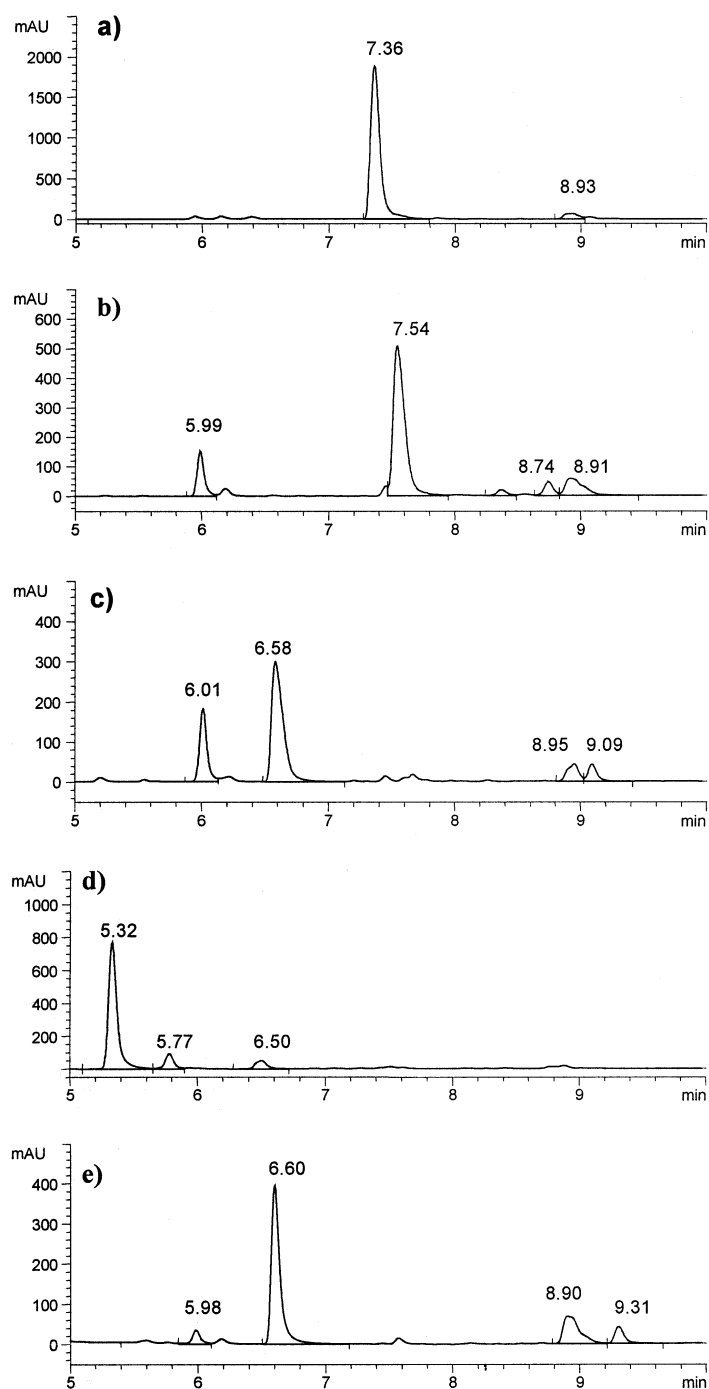 mAU
a)
7.36
2000
1500
1000
500
0
8.93
5 6 7 8 9 min
mAU
b)
600
500
400
300
200
100
0
7.54
5.99
8.74 8.91
5 6 7 8 9 min
mAU
c)
400
300
200
100
0
6.58
6.01
8.95 9.09
5 6 7 8 9 min
mAU
d)
1000
800
600
400
200
5.32
5.77 6.50
5 6 7 8 9 min
mAU
e)
400
300
200
100
0
6.60
5.98
8.90
9.31
5 6 7 8 9 min